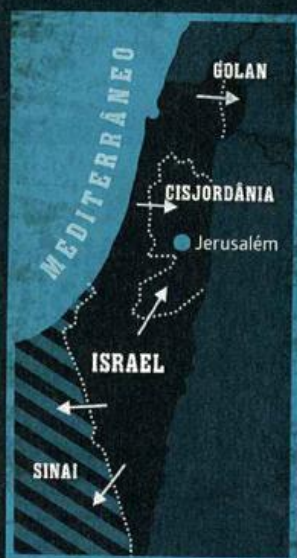 GOLAN
MEDITERRÂNEO
CISJORDÂNIA
Jerusalém
ISRAEL
SINAI